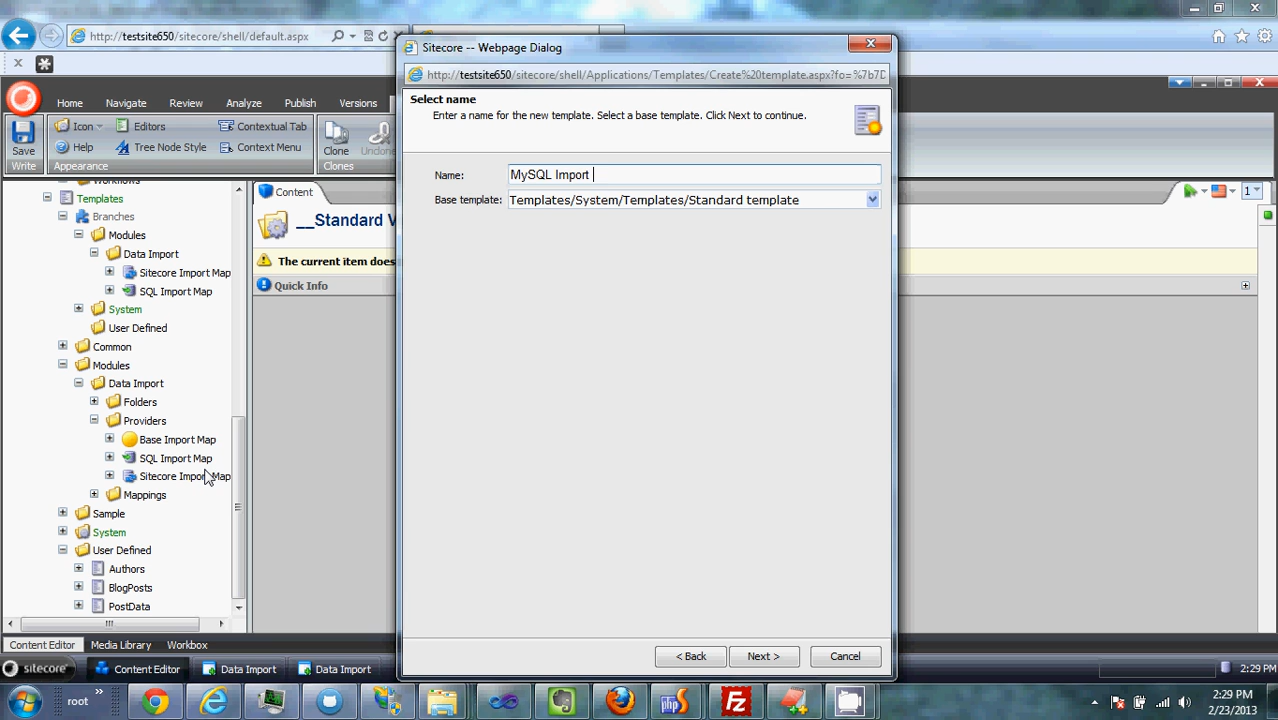 http://testsite650/sitecore/shell/default.aspx
Sitecore -- Webpage Dialog
http://testsite650/sitecore/shell/Applications/Templates/Create%20template.aspx?fo=%7b7D
Home
Navigate
Review
Analyze
Publish
Versions
Save
Write
Icon
Editors
Contextual Tab
Help
Tree Node Style
Context Menu
Appearance
Clone
Unclone
Clones
Select name
Enter a name for the new template. Select a base template. Click Next to continue.
Name:
MySQL Import
Base template:
Templates/System/Templates/Standard template
< Back
Next >
Cancel
Templates
Branches
Modules
Data Import
Sitecore Import Map
SQL Import Map
System
User Defined
Common
Modules
Data Import
Folders
Providers
Base Import Map
SQL Import Map
Sitecore Import Map
Mappings
Sample
System
User Defined
Authors
BlogPosts
PostData
Content
__Standard V
The current item does
Quick Info
1
Content Editor
Media Library
Workbox
sitecore
Content Editor
Data Import
Data Import
2:29 PM
root
»
2:29 PM
2/23/2013